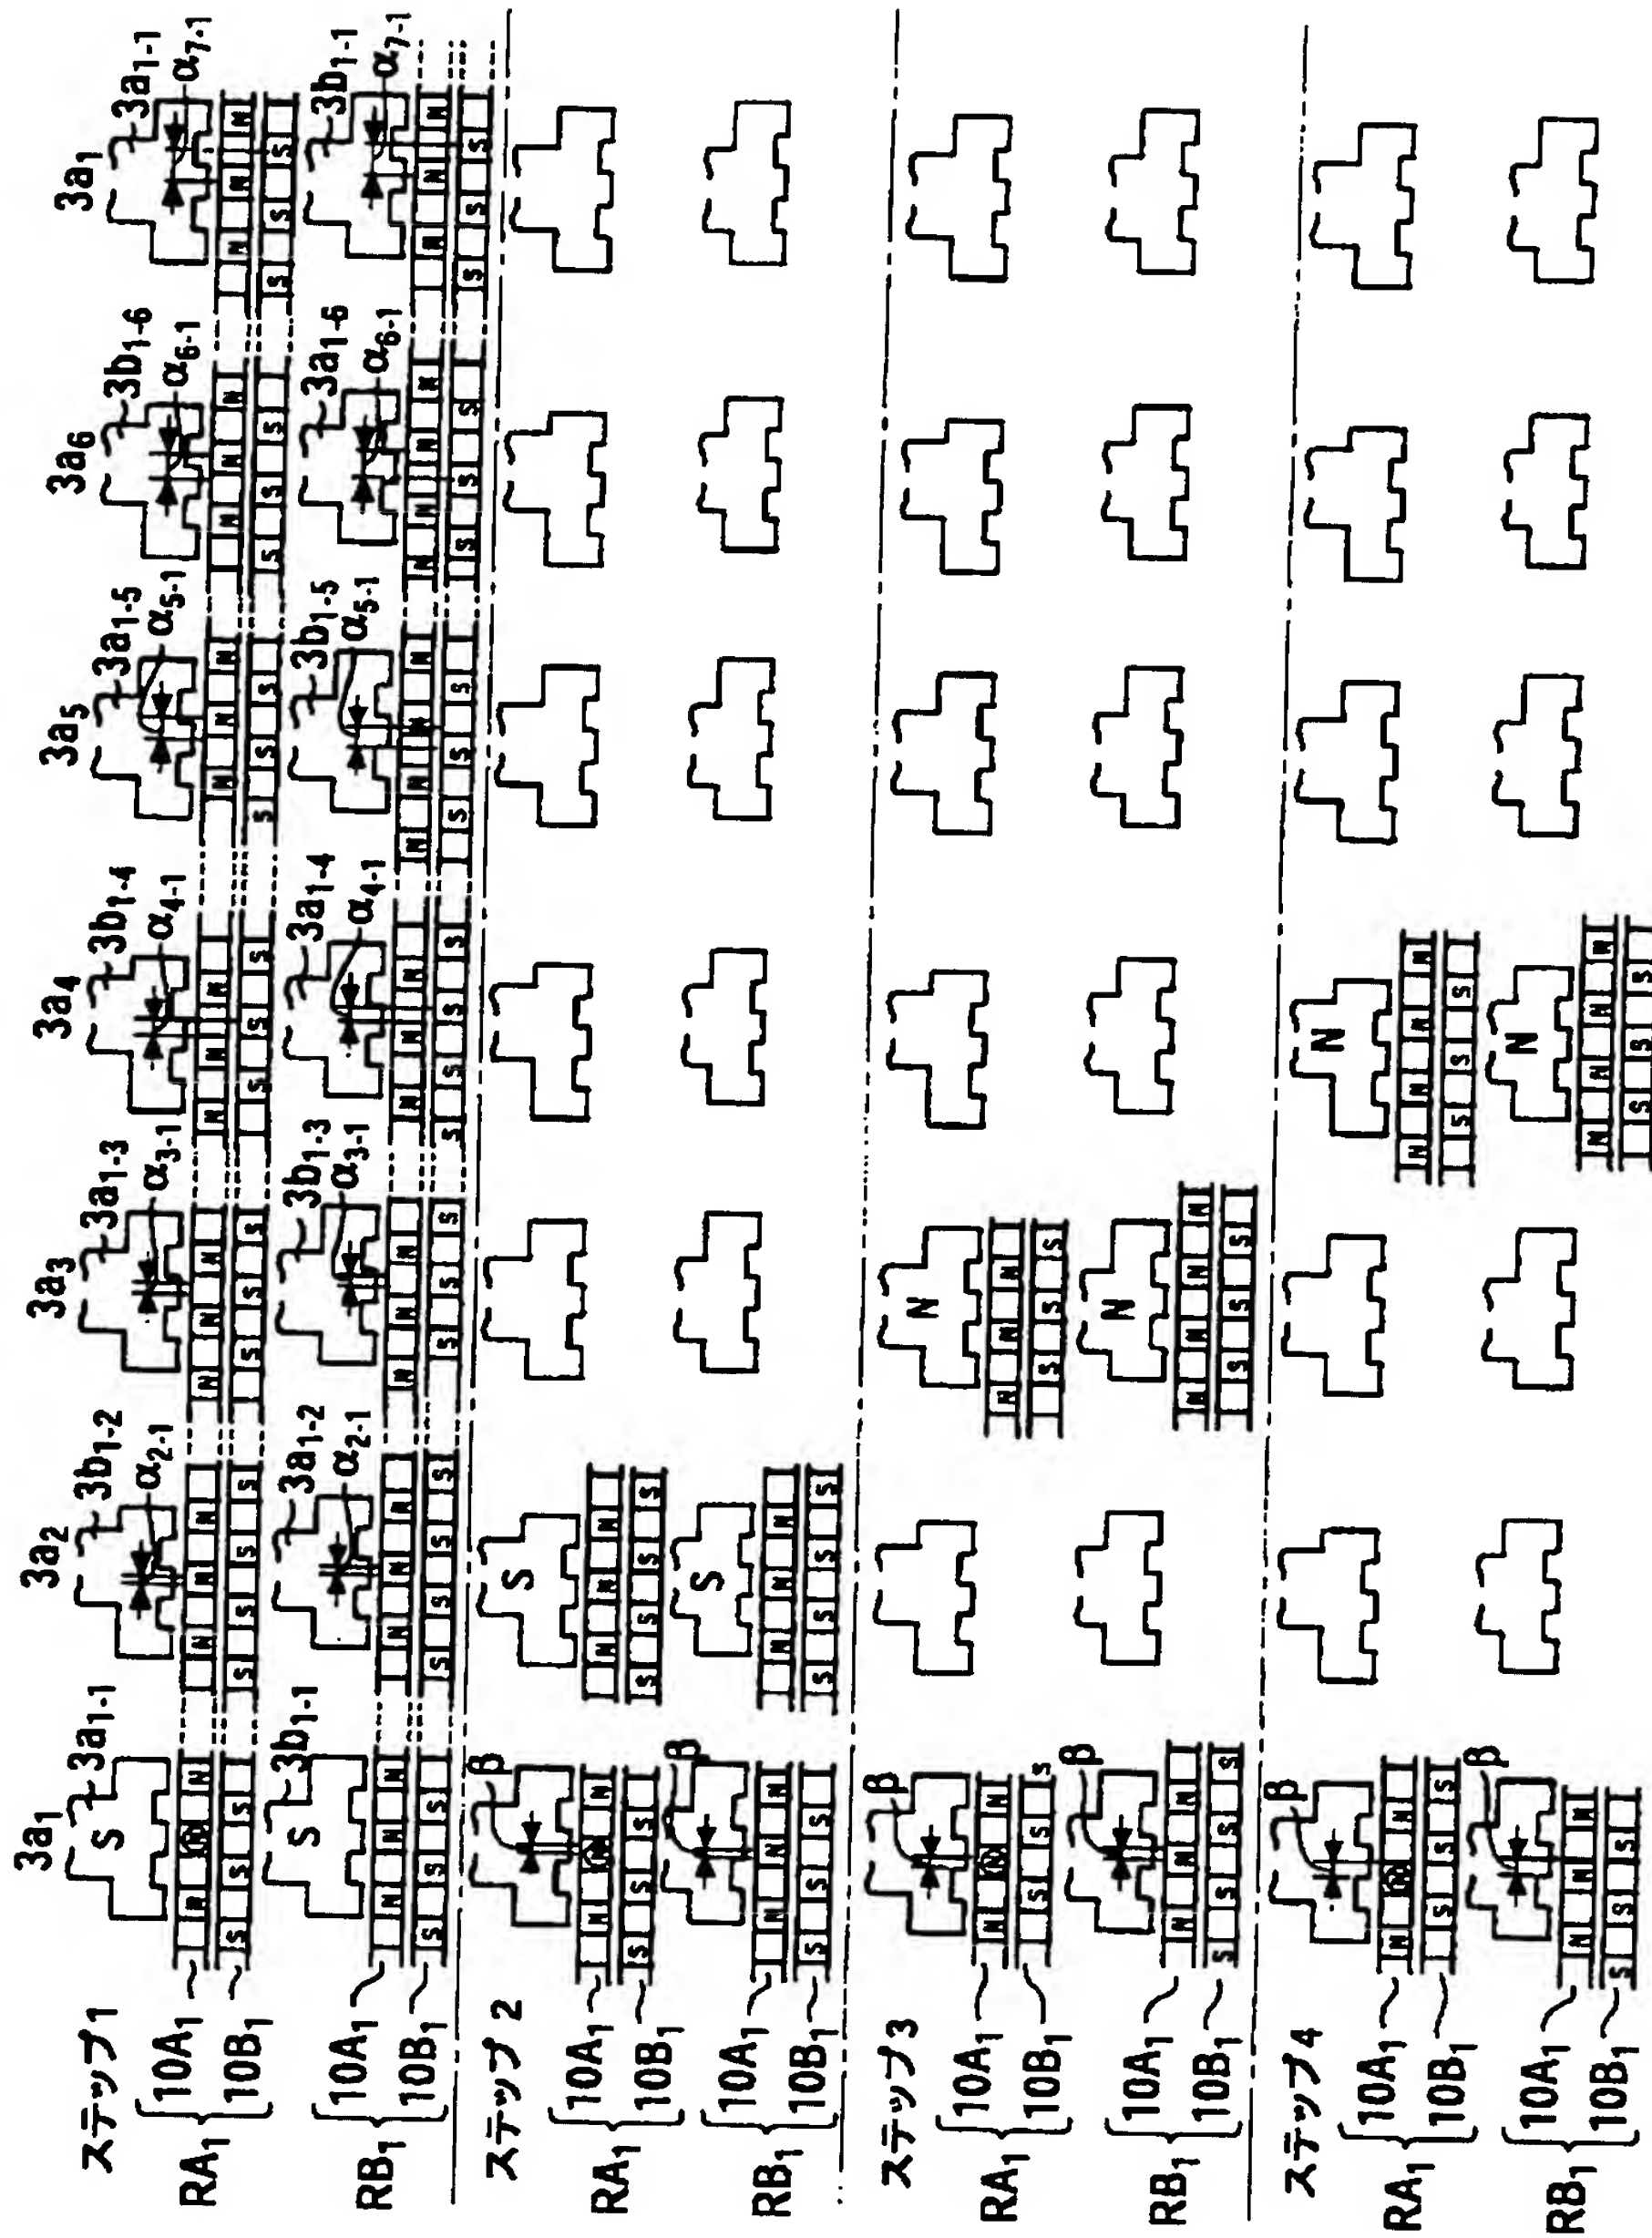 3a1 3a2 3a3 3a4 3a5 3a6 3a1
ステップ1
S 3a1-1 3b1-2 3a1-3 3b1-4 3a1-5 3b1-6 3a1-1
α2-1 α3-1 α4-1 α5-1 α6-1 α7-1
RA1
10A1 N N N N N N N N N N N N N N N N N N N N N
10B1 S S S S S S S S S S S S S S S S S S S S S
S 3b1-1 3a1-2 3b1-3 3a1-4 3b1-5 3a1-6 3b1-1
α2-1 α3-1 α4-1 α5-1 α6-1 α7-1
RB1
10A1
10B1
ステップ2
β S
RA1
10A1 N N N N N N
10B1 S S S S S S S
β S
RB1
10A1 N N N N N N
10B1 S S S S S S S
ステップ3
β N
RA1
10A1 N N N N N N
10B1 S S S S S S
β N
RB1
10A1 N N N N N N N
10B1 S S S S S S
ステップ4
β N
RA1
10A1 N N N N N N N
10B1 S S S S S S
β N
RB1
10A1 N N N N N N N
10B1 S S S S S S